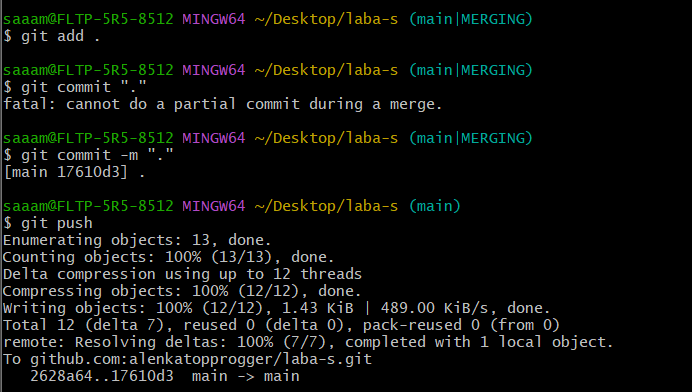 saaam@FLTP-5R5-8512 MINGW64 ~/Desktop/laba-s (main|MERGING)
$ git add .
saaam@FLTP-5R5-8512 MINGW64 ~/Desktop/laba-s (main|MERGING)
$ git commit "."
fatal: cannot do a partial commit during a merge.
saaam@FLTP-5R5-8512 MINGW64 ~/Desktop/laba-s (main|MERGING)
$ git commit -m "."
[main 17610d3] .
saaam@FLTP-5R5-8512 MINGW64 ~/Desktop/laba-s (main)
$ git push
Enumerating objects: 13, done.
Counting objects: 100% (13/13), done.
Delta compression using up to 12 threads
Compressing objects: 100% (12/12), done.
Writing objects: 100% (12/12), 1.43 KiB | 489.00 KiB/s, done.
Total 12 (delta 7), reused 0 (delta 0), pack-reused 0 (from 0)
remote: Resolving deltas: 100% (7/7), completed with 1 local object.
To github.com:alenkatopprogger/laba-s.git
   2628a64..17610d3  main -> main